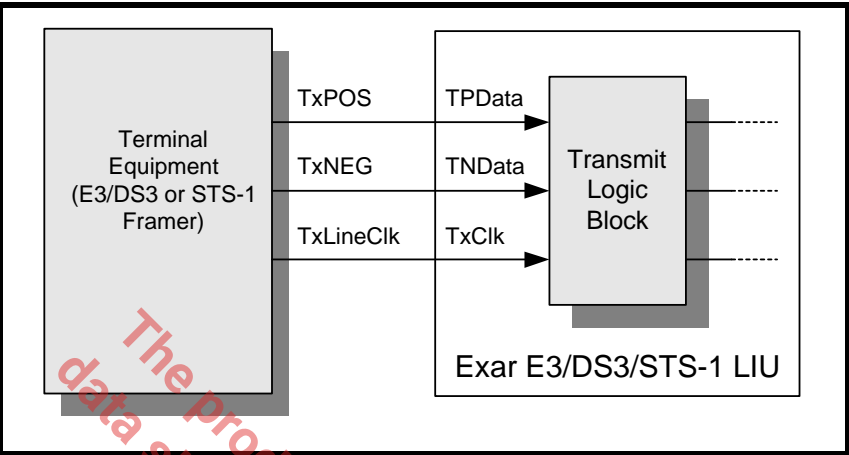 Terminal
Equipment
(E3/DS3 or STS-1
Framer)
TxPOS
TPData
TxNEG
TNData
TxLineClk
TxClk
Transmit
Logic
Block
Exar E3/DS3/STS-1 LIU
The
data